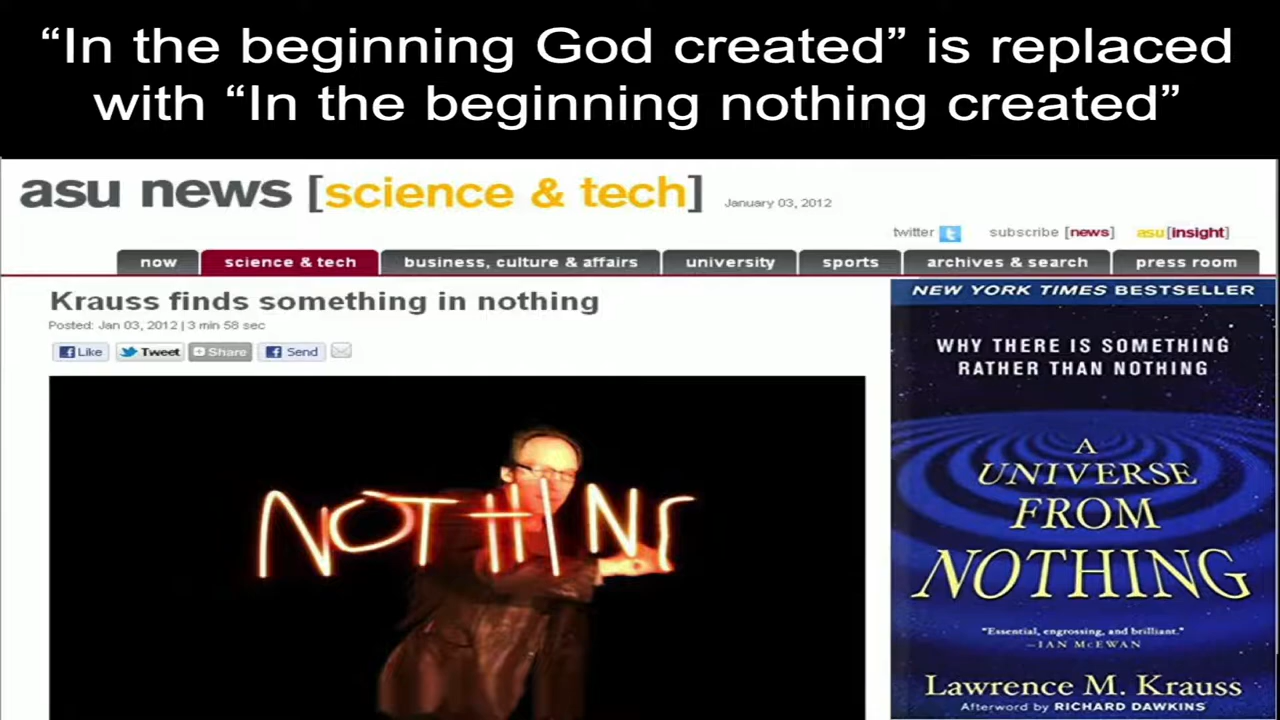 “In the beginning God created” is replaced
with “In the beginning nothing created”
asu news [science & tech] January 03, 2012
twitter subscribe [news] asu[insight]
now science & tech business, culture & affairs university sports archives & search press room
Krauss finds something in nothing
Posted: Jan 03, 2012 | 3 min 58 sec
Like Tweet Share Send
NOTHING
NEW YORK TIMES BESTSELLER
WHY THERE IS SOMETHING
RATHER THAN NOTHING
A
UNIVERSE
FROM
NOTHING
"Essential, engrossing, and brilliant."
—IAN McEWAN
Lawrence M. Krauss
Afterword by RICHARD DAWKINS